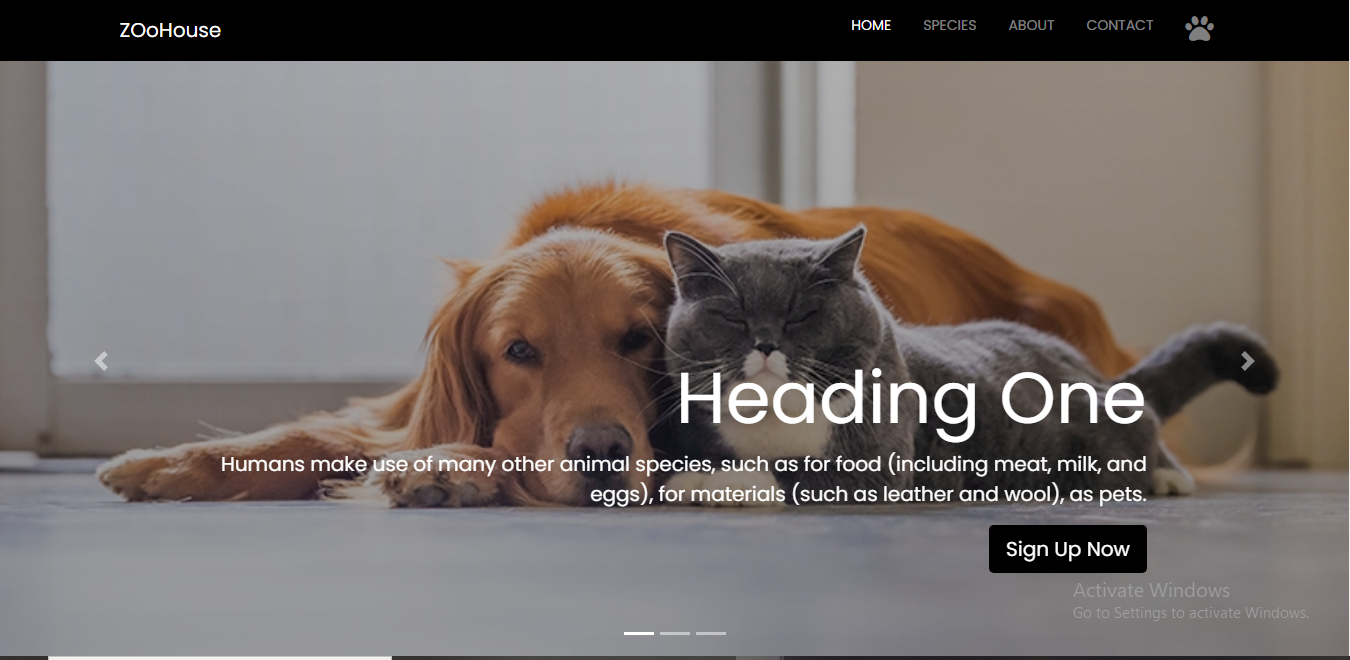 ZOoHouse
HOME SPECIES ABOUT CONTACT
Heading One
Humans make use of many other animal species, such as for food (including meat, milk, and
eggs), for materials (such as leather and wool), as pets.
Sign Up Now
Activate Windows
Go to Settings to activate Windows.